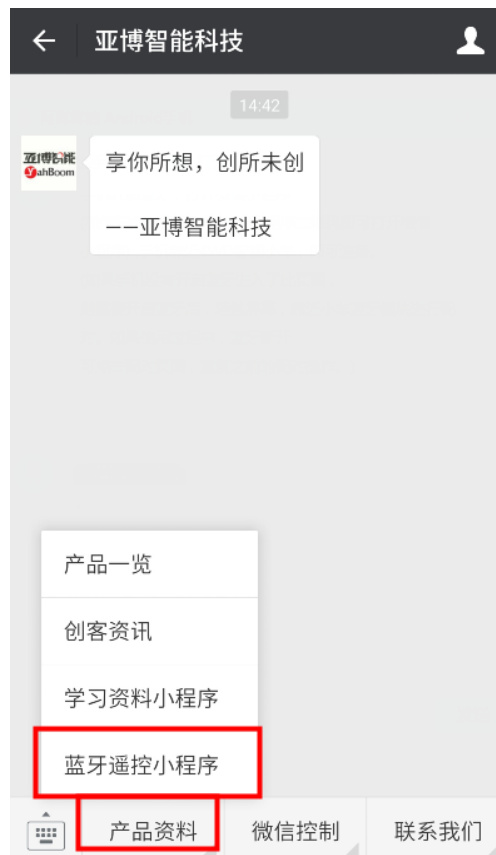 亚博智能科技
14:42
亚博智能
YahBoom
享你所想，创所未创
——亚博智能科技
产品一览
创客资讯
学习资料小程序
蓝牙遥控小程序
产品资料
微信控制
联系我们